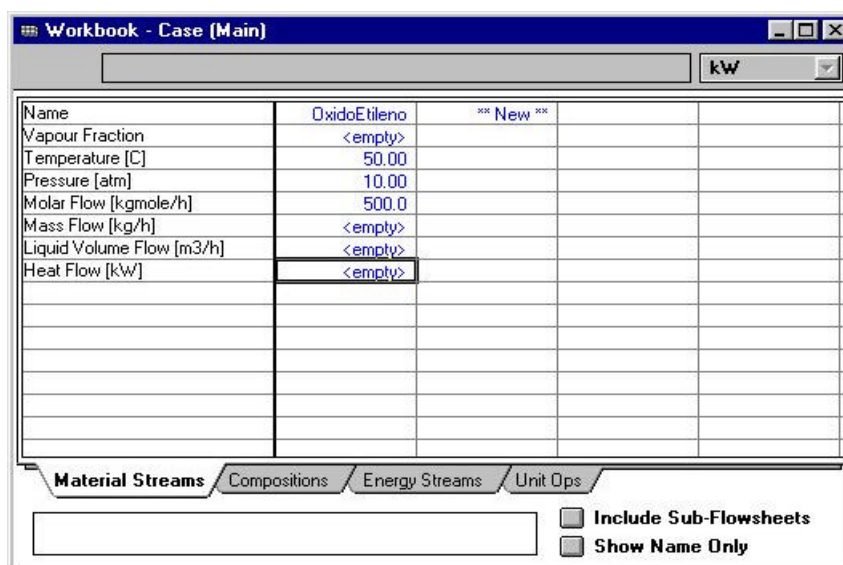 Workbook - Case (Main)
kW
Name OxidoEtileno ** New **
Vapour Fraction <empty>
Temperature [C] 50.00
Pressure [atm] 10.00
Molar Flow [kgmole/h] 500.0
Mass Flow [kg/h] <empty>
Liquid Volume Flow [m3/h] <empty>
Heat Flow [kW] <empty>
Material Streams Compositions Energy Streams Unit Ops
Include Sub-Flowsheets
Show Name Only